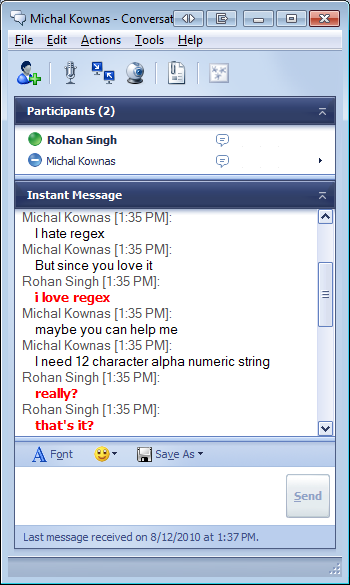 Michal Kownas - Conversat
File Edit Actions Tools Help
Participants (2)
Rohan Singh
Michal Kownas
Instant Message
Michal Kownas [1:35 PM]:
I hate regex
Michal Kownas [1:35 PM]:
But since you love it
Rohan Singh [1:35 PM]:
i love regex
Michal Kownas [1:35 PM]:
maybe you can help me
Michal Kownas [1:35 PM]:
I need 12 character alpha numeric string
Rohan Singh [1:35 PM]:
really?
Rohan Singh [1:35 PM]:
that's it?
Font Save As
Send
Last message received on 8/12/2010 at 1:37 PM.